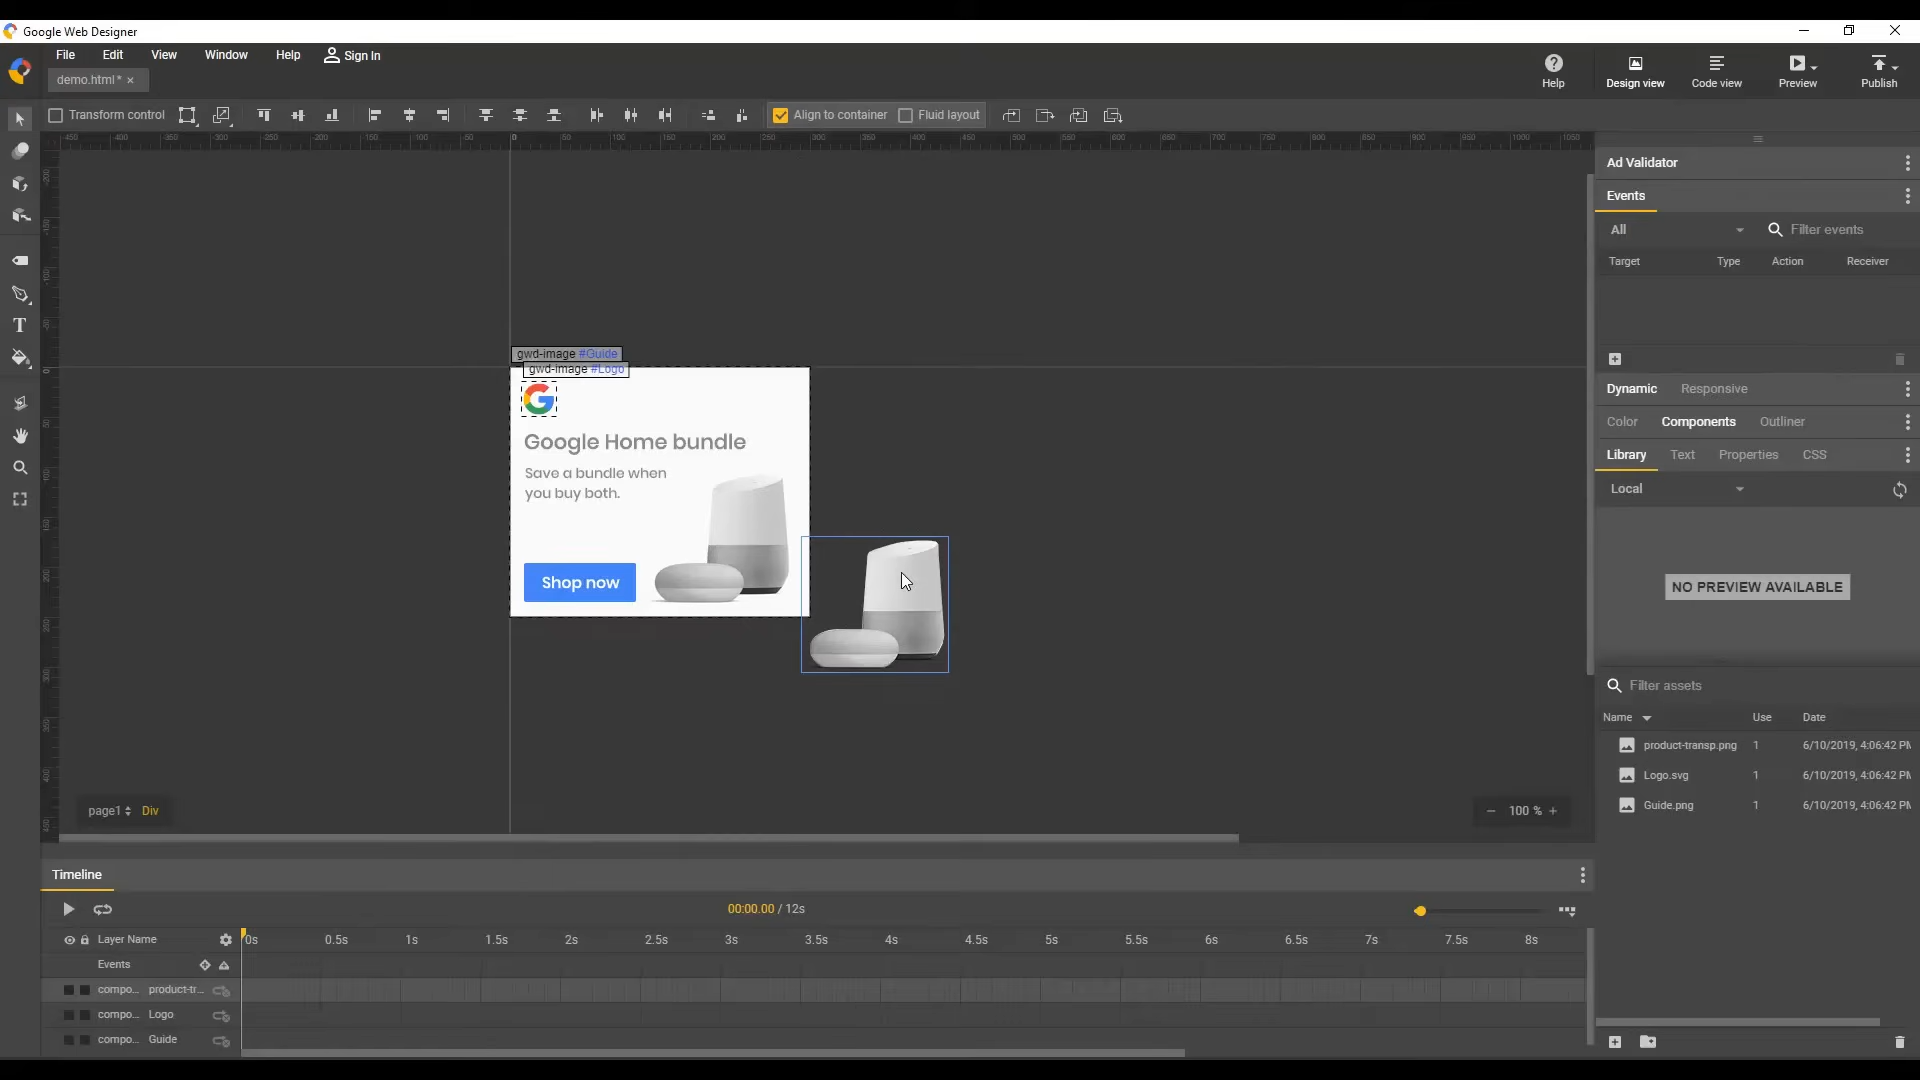 Google Web Designer
File Edit View Window Help Sign In
demo.html* ×
Help Design view Code view Preview Publish
Transform control Align to container Fluid layout
Ad Validator
Events
All Filter events
Target Type Action Receiver
gwd-image #Guide
gwd-image #Logo
Google Home bundle
Save a bundle when
you buy both.
Shop now
Dynamic Responsive
Color Components Outliner
Library Text Properties CSS
Local
NO PREVIEW AVAILABLE
Filter assets
Name Use Date
product-transp.png 1 6/10/2019, 4:06:42 PM
Logo.svg 1 6/10/2019, 4:06:42 PM
Guide.png 1 6/10/2019, 4:06:42 PM
page1 Div
100 %
Timeline
00:00.00 / 12s
Layer Name 0s 0.5s 1s 1.5s 2s 2.5s 3s 3.5s 4s 4.5s 5s 5.5s 6s 6.5s 7s 7.5s 8s
Events
compo... product-tr...
compo... Logo
compo... Guide